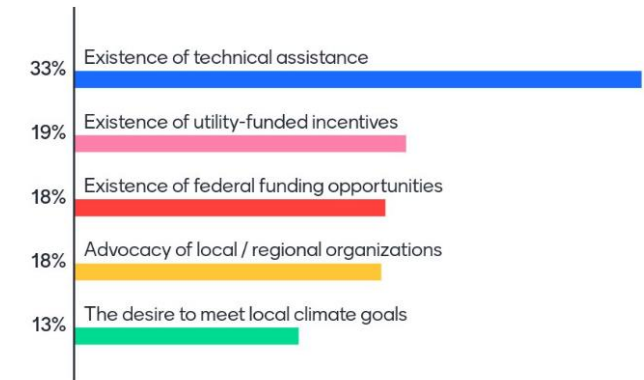 Existence of technical assistance
33%
Existence of utility-funded incentives
19%
Existence of federal funding opportunities
18%
Advocacy of local / regional organizations
18%
The desire to meet local climate goals
13%